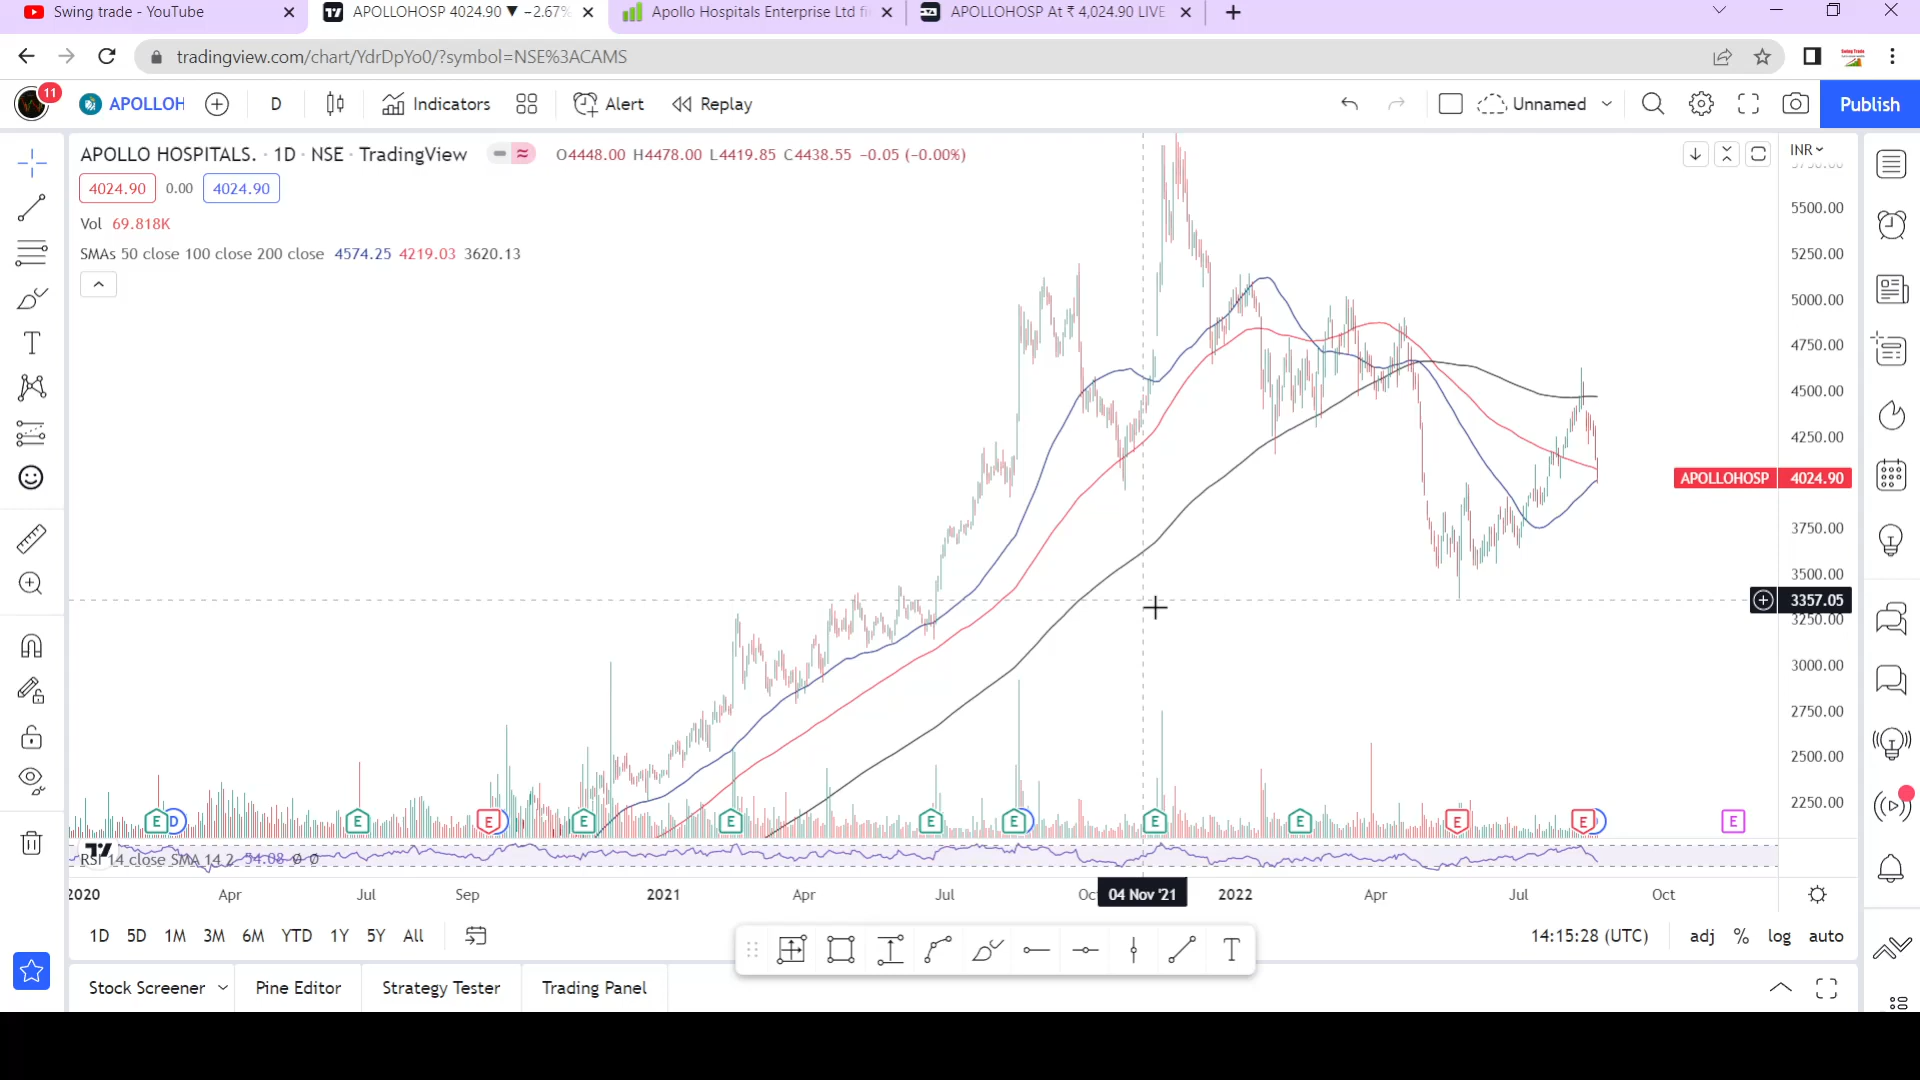 Swing trade - YouTube
APOLLOHOSP 4024.90 ▼ −2.67%
Apollo Hospitals Enterprise Ltd fi
APOLLOHOSP At ₹ 4,024.90 LIVE
tradingview.com/chart/YdrDpYo0/?symbol=NSE%3ACAMS
11
APOLLOH
D
Indicators
Alert
Replay
Unnamed
Publish
APOLLO HOSPITALS. · 1D · NSE · TradingView
O4448.00 H4478.00 L4419.85 C4438.55 −0.05 (−0.00%)
INR
4024.90 0.00 4024.90
Vol 69.818K
SMAs 50 close 100 close 200 close 4574.25 4219.03 3620.13
5500.00
5250.00
5000.00
4750.00
4500.00
4250.00
APOLLOHOSP 4024.90
3750.00
3500.00
3357.05
3250.00
3000.00
2750.00
2500.00
2250.00
E D E E E E E E E E E E E
RSI 14 close SMA 14 2 54.08 Ø Ø
2020 Apr Jul Sep 2021 Apr Jul Oc 04 Nov '21 2022 Apr Jul Oct
1D 5D 1M 3M 6M YTD 1Y 5Y All
14:15:28 (UTC) adj % log auto
Stock Screener Pine Editor Strategy Tester Trading Panel